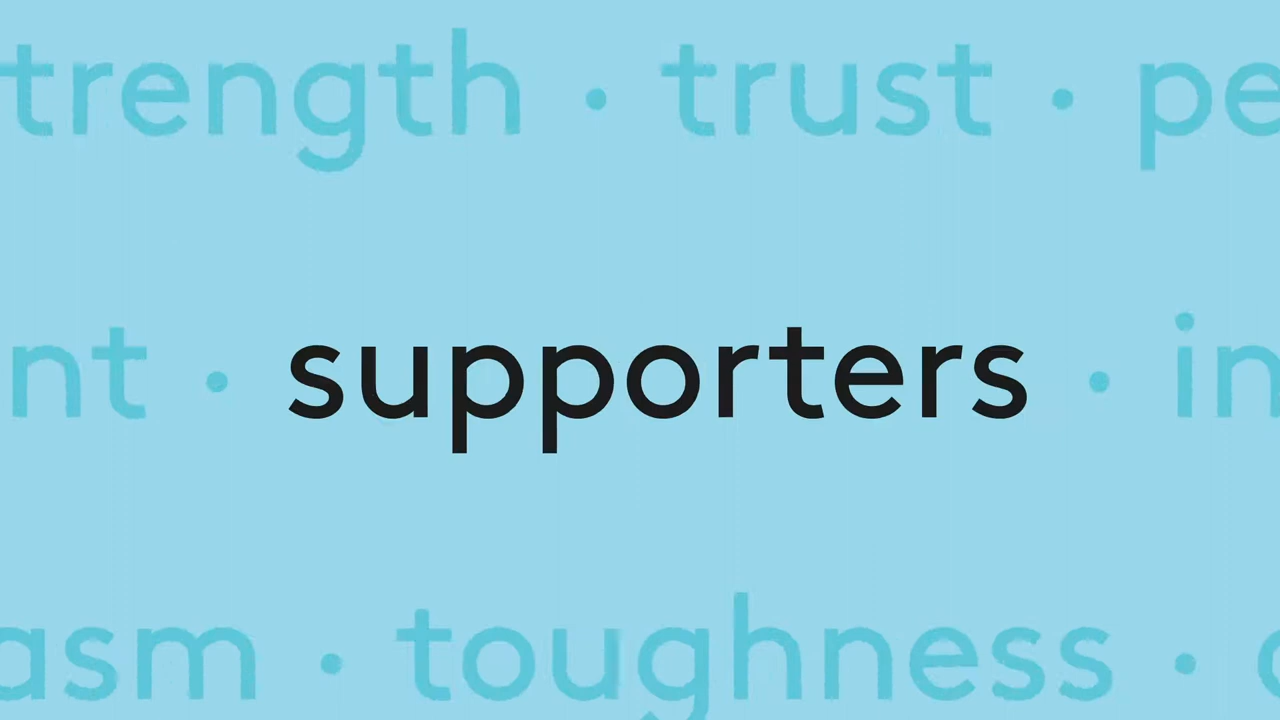 trength · trust · pe
nt · supporters · in
asm · toughness ·